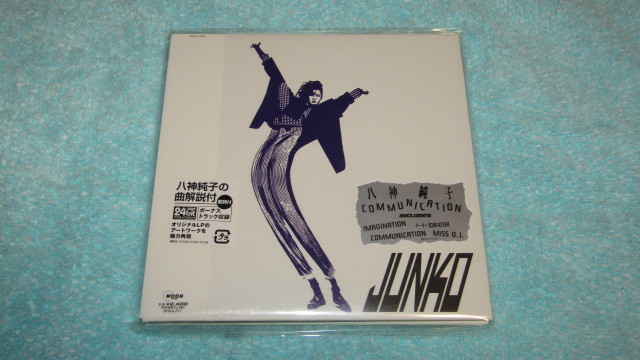 八神純子の
曲解説付
24bit
ボーナス
トラック収録
オリジナルLPの
アートワークを
極力再現
MOON
¥2,400
八神純子
COMMUNICATION
INCLUDES
IMAGINATION
COMMUNICATION MISS D.J.
JUNKO